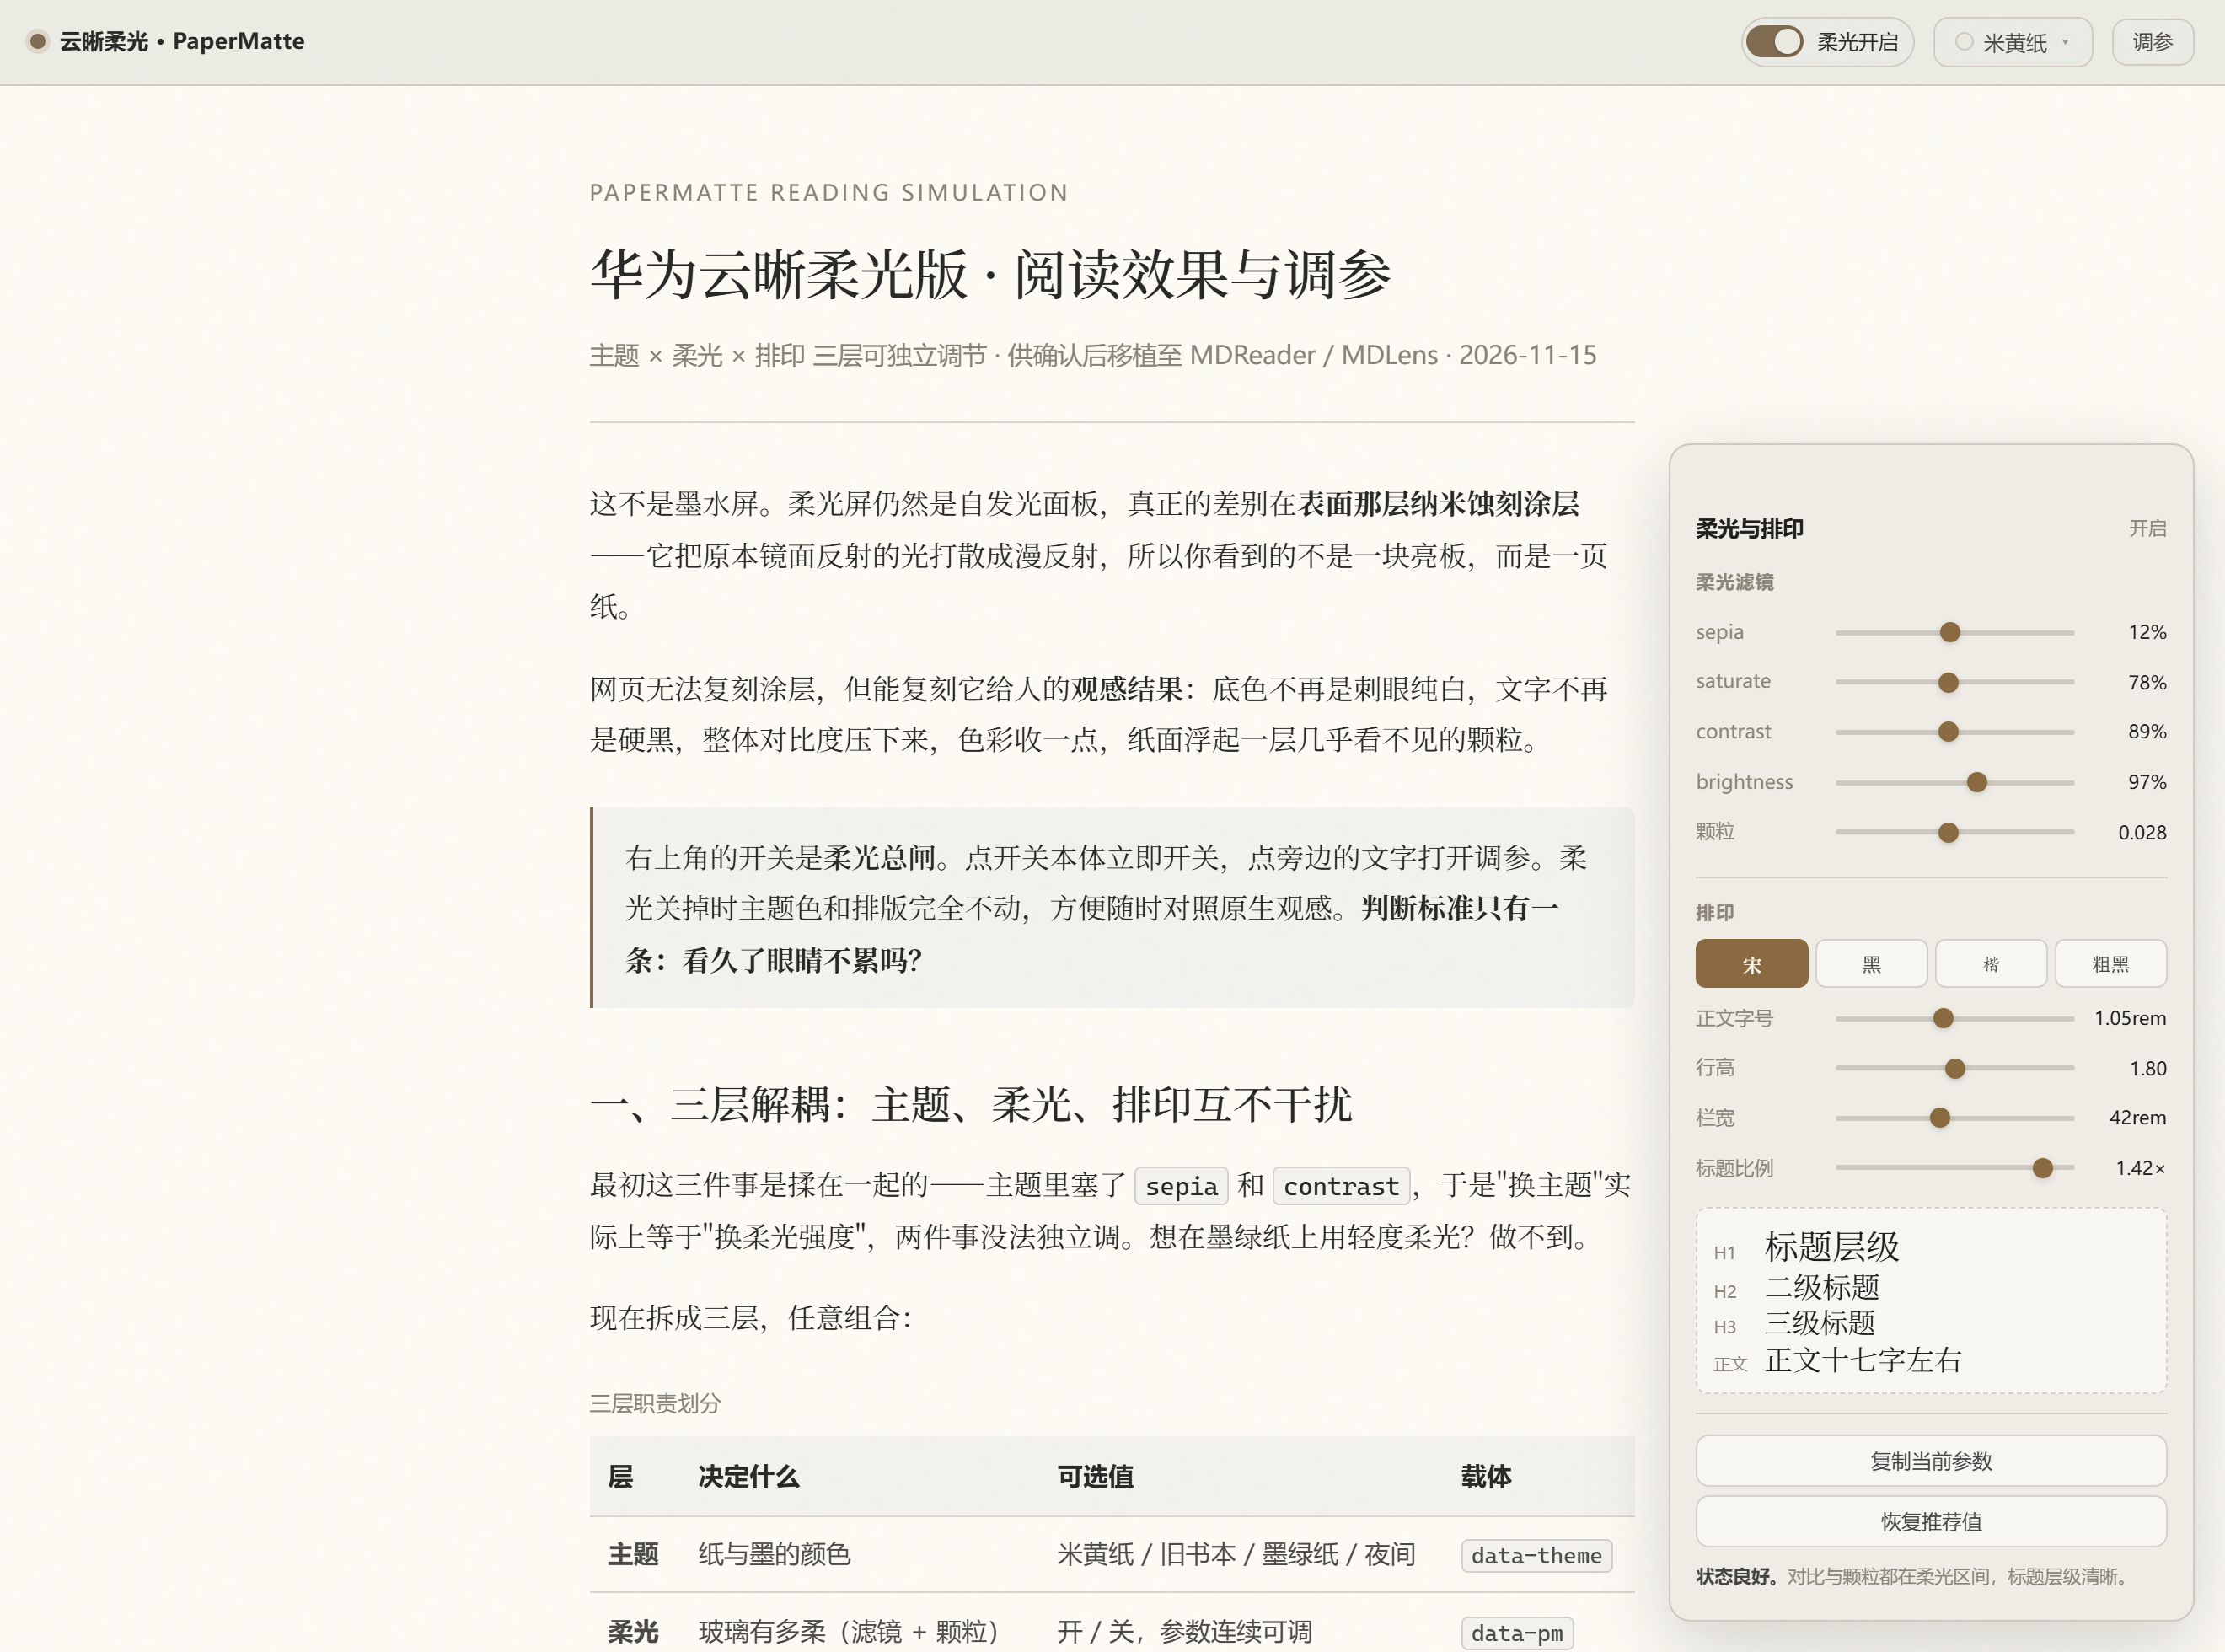 云晰柔光 • PaperMatte
柔光开启
米黄纸
调参
PAPERMATTE READING SIMULATION
华为云晰柔光版 · 阅读效果与调参
主题 × 柔光 × 排印 三层可独立调节 · 供确认后移植至 MDReader / MDLens · 2026-11-15
这不是墨水屏。柔光屏仍然是自发光面板，真正的差别在表面那层纳米蚀刻涂层
——它把原本镜面反射的光打散成漫反射，所以你看到的不是一块亮板，而是一页
纸。
网页无法复刻涂层，但能复刻它给人的观感结果：底色不再是刺眼纯白，文字不再
是硬黑，整体对比度压下来，色彩收一点，纸面浮起一层几乎看不见的颗粒。
右上角的开关是柔光总闸。点开关本体立即开关，点旁边的文字打开调参。柔
光关掉时主题色和排版完全不动，方便随时对照原生观感。判断标准只有一
条：看久了眼睛不累吗？
一、三层解耦：主题、柔光、排印互不干扰
最初这三件事是揉在一起的——主题里塞了 sepia 和 contrast，于是"换主题"实
际上等于"换柔光强度"，两件事没法独立调。想在墨绿纸上用轻度柔光？做不到。
现在拆成三层，任意组合：
三层职责划分
层 决定什么 可选值 载体
主题 纸与墨的颜色 米黄纸 / 旧书本 / 墨绿纸 / 夜间 data-theme
柔光 玻璃有多柔（滤镜 + 颗粒） 开 / 关，参数连续可调 data-pm
柔光与排印 开启
柔光滤镜
sepia 12%
saturate 78%
contrast 89%
brightness 97%
颗粒 0.028
排印
宋 黑 楷 粗黑
正文字号 1.05rem
行高 1.80
栏宽 42rem
标题比例 1.42×
H1 标题层级
H2 二级标题
H3 三级标题
正文 正文十七字左右
复制当前参数
恢复推荐值
状态良好。对比与颗粒都在柔光区间，标题层级清晰。